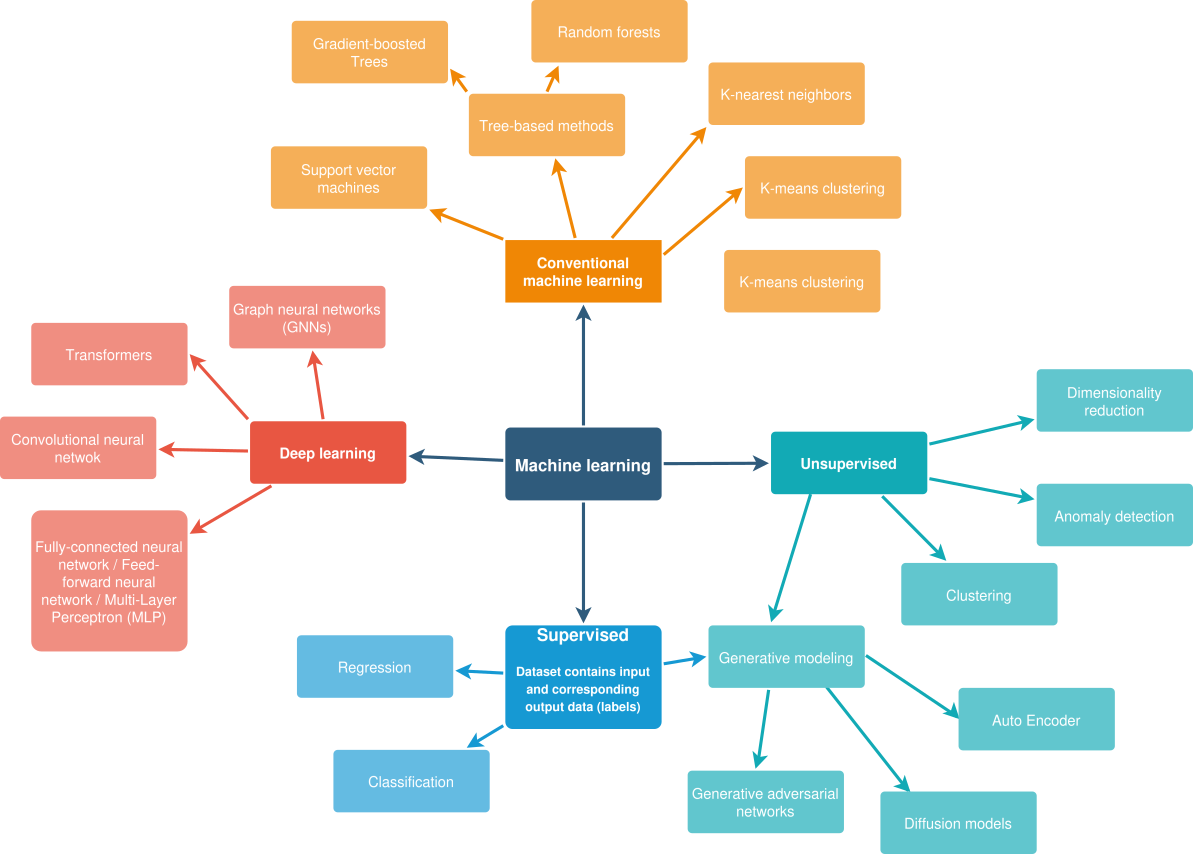 Random forests
Gradient-boosted
Trees
K-nearest neighbors
Tree-based methods
Support vector
machines
K-means clustering
Conventional
machine learning
K-means clustering
Graph neural networks
(GNNs)
Transformers
Dimensionality
reduction
Convolutional neural
netwok
Deep learning
Machine learning
Unsupervised
Anomaly detection
Fully-connected neural
network / Feed-
forward neural
network / Multi-Layer
Perceptron (MLP)
Clustering
Supervised
Dataset contains input
and corresponding
output data (labels)
Regression
Generative modeling
Auto Encoder
Classification
Generative adversarial
networks
Diffusion models